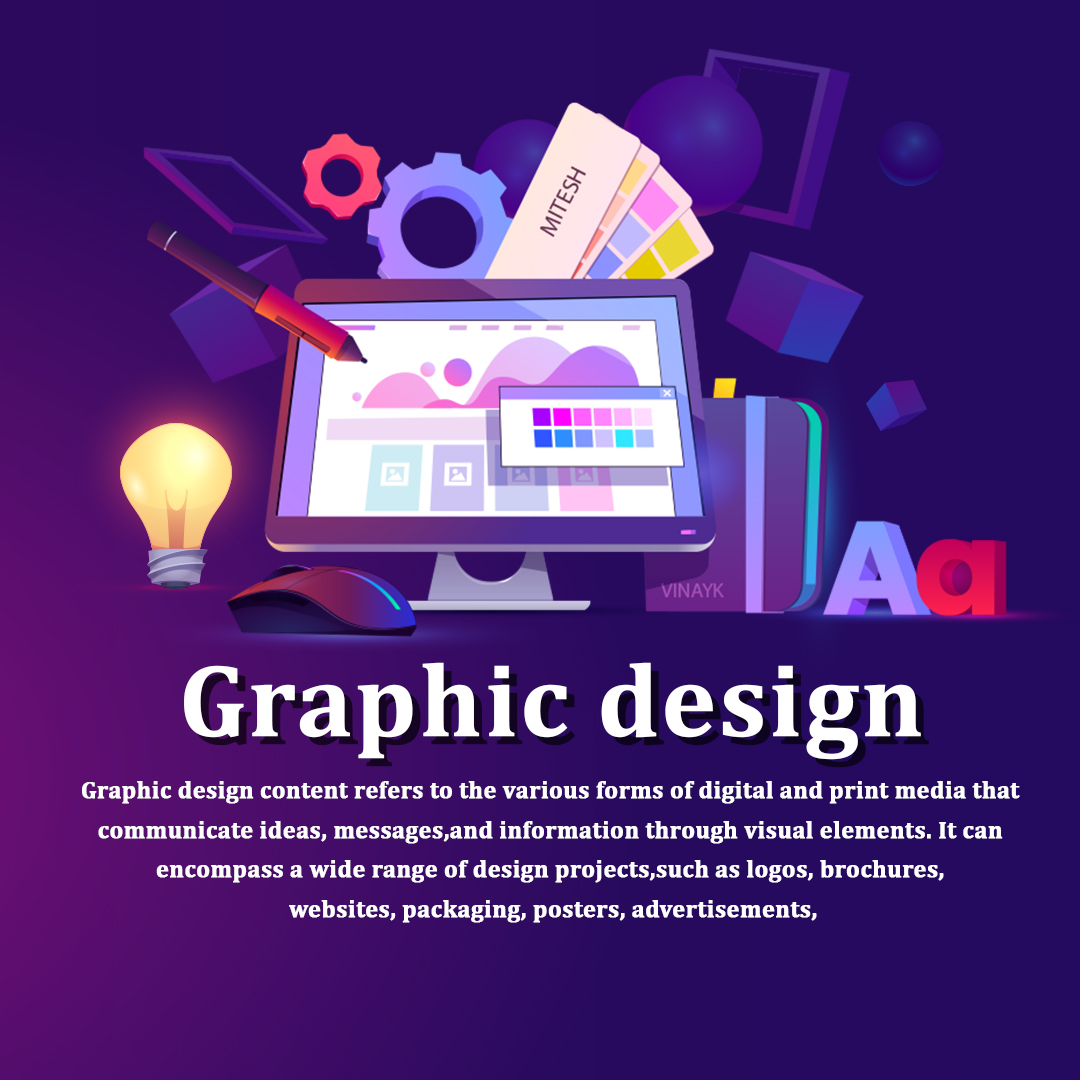 MITESH
VINAYK
Aa
Graphic design
Graphic design content refers to the various forms of digital and print media that
communicate ideas, messages,and information through visual elements. It can
encompass a wide range of design projects,such as logos, brochures,
websites, packaging, posters, advertisements,